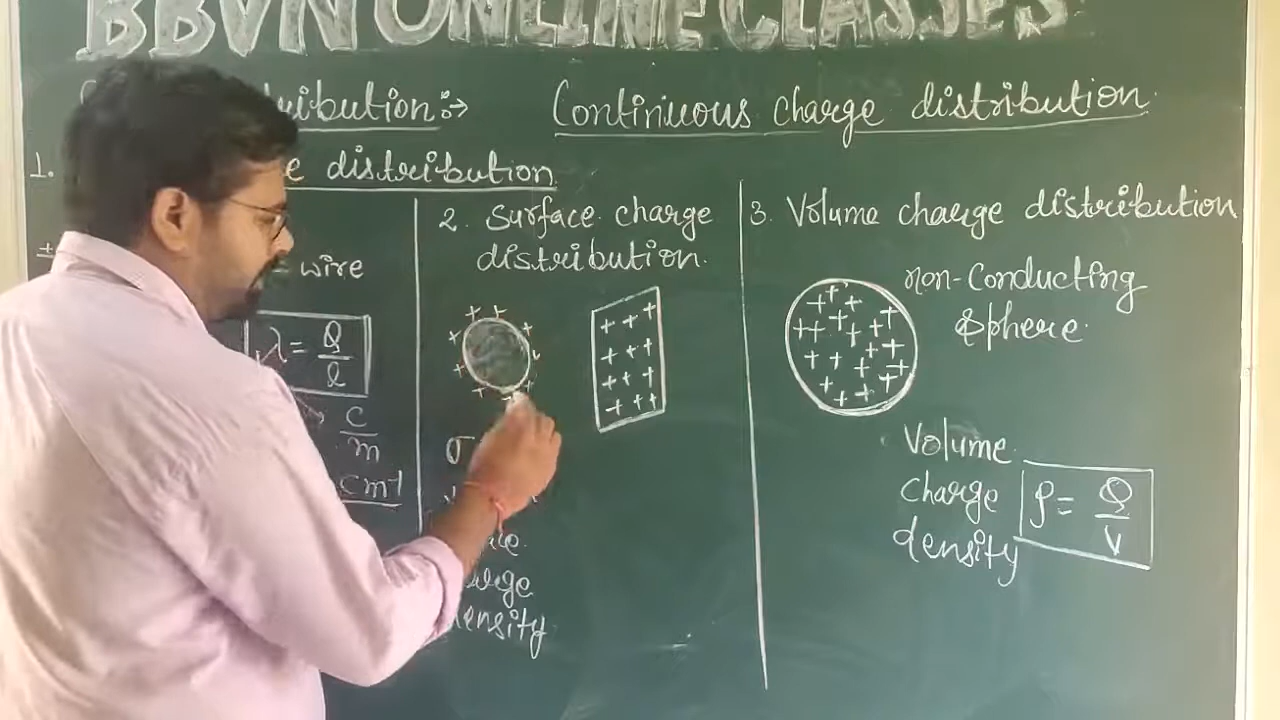 BBVN ONLINE CLASSES
Continuous charge distribution
1.
distribution
wire
λ = Q/l
C/m
Cm-1
2. Surface charge
distribution.
σ
density
3. Volume charge distribution
non-Conducting
Sphere.
Volume
Charge
density
ρ = Q/V